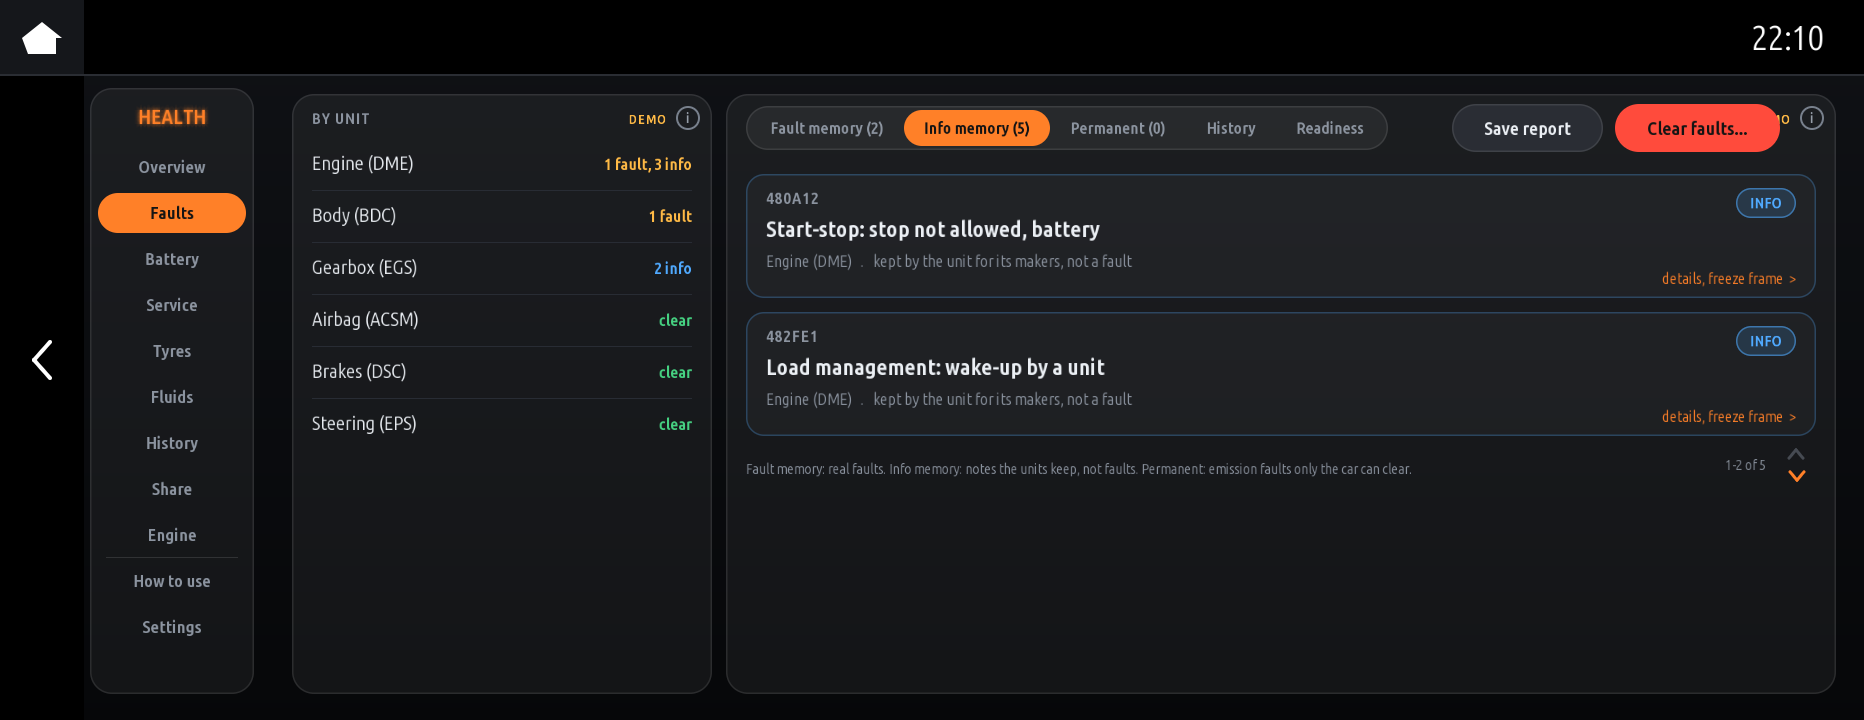 22:10
HEALTH
Overview
Faults
Battery
Service
Tyres
Fluids
History
Share
Engine
How to use
Settings
BY UNIT DEMO i
Engine (DME) 1 fault, 3 info
Body (BDC) 1 fault
Gearbox (EGS) 2 info
Airbag (ACSM) clear
Brakes (DSC) clear
Steering (EPS) clear
Fault memory (2) Info memory (5) Permanent (0) History Readiness Save report Clear faults... i
480A12 INFO
Start-stop: stop not allowed, battery
Engine (DME) . kept by the unit for its makers, not a fault
details, freeze frame >
482FE1 INFO
Load management: wake-up by a unit
Engine (DME) . kept by the unit for its makers, not a fault
details, freeze frame >
Fault memory: real faults. Info memory: notes the units keep, not faults. Permanent: emission faults only the car can clear. 1-2 of 5